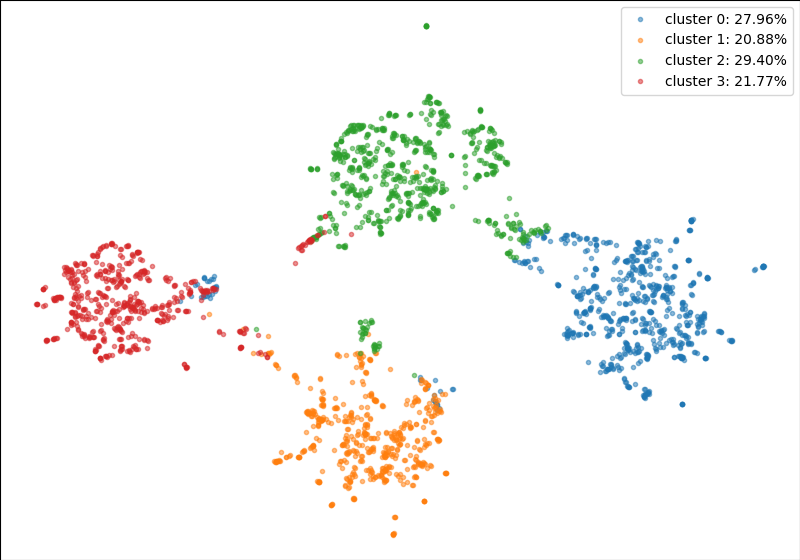 cluster 0: 27.96%
cluster 1: 20.88%
cluster 2: 29.40%
cluster 3: 21.77%